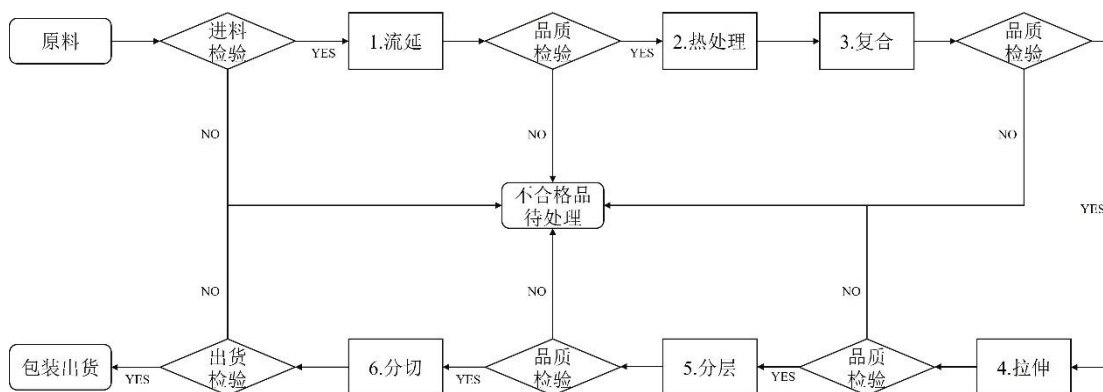 原料
进料
检验
YES
1.流延
品质
检验
YES
2.热处理
3.复合
品质
检验
NO
NO
NO
不合格品
待处理
YES
NO
NO
NO
包装出货
YES
出货
检验
6.分切
YES
品质
检验
5.分层
YES
品质
检验
4.拉伸